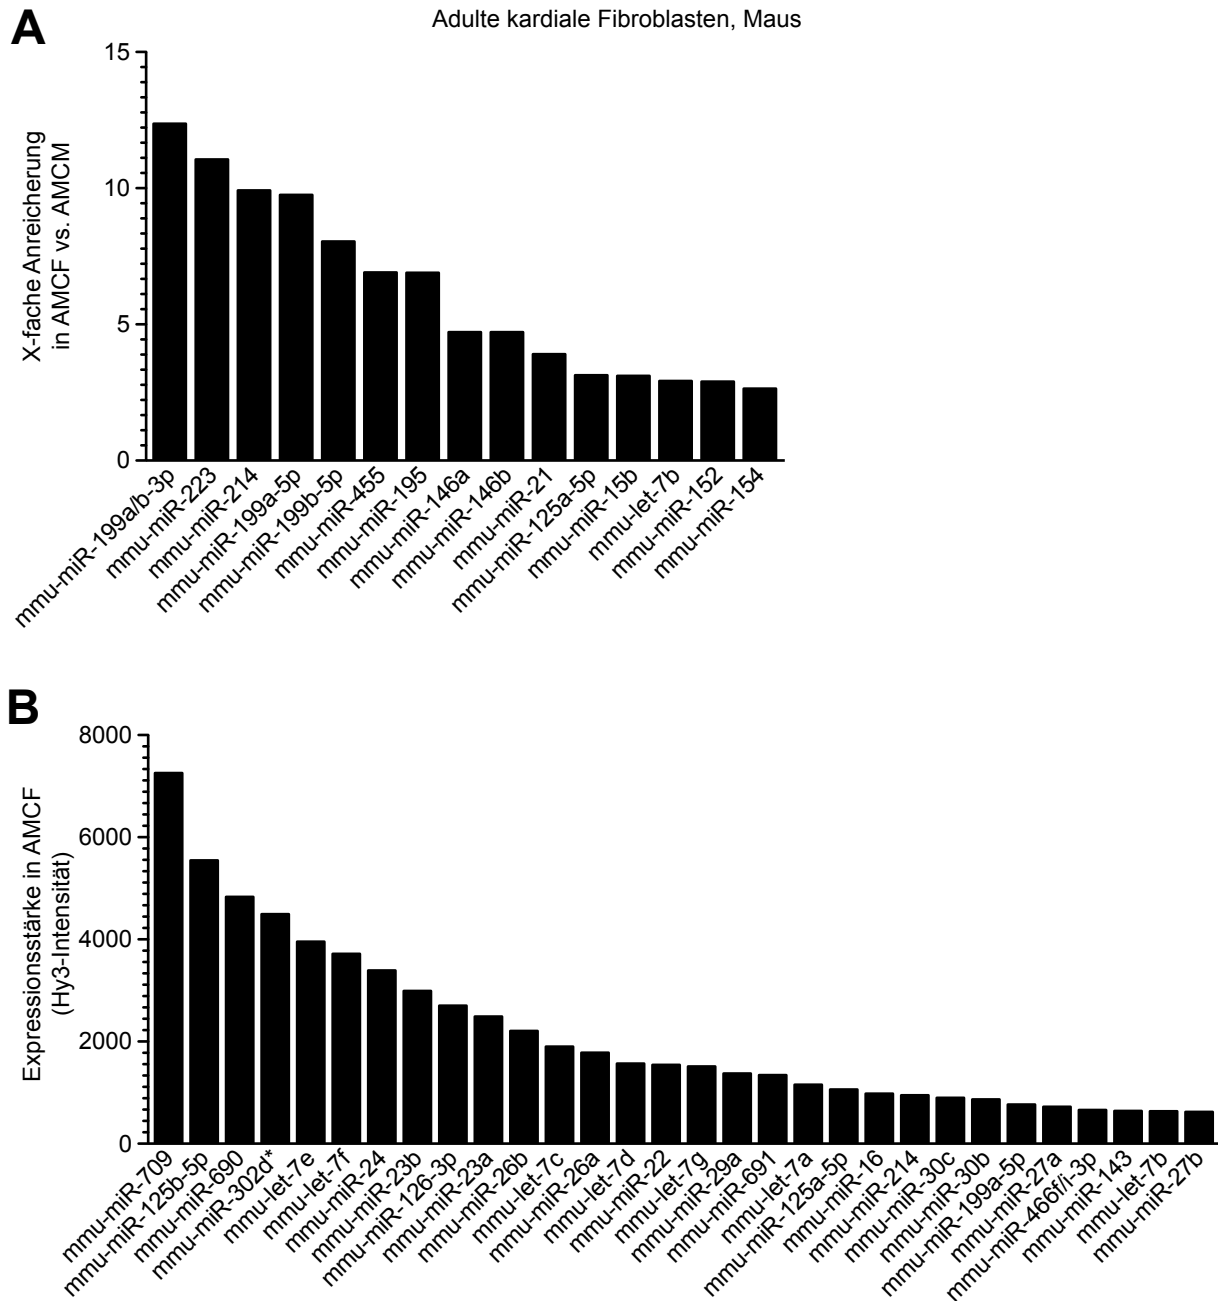 A
Adulte kardiale Fibroblasten, Maus
X-fache Anreicherung
in AMCF vs. AMCM
15
10
5
0
mmu-miR-199a/b-3p
mmu-miR-223
mmu-miR-214
mmu-miR-199a-5p
mmu-miR-199b-5p
mmu-miR-455
mmu-miR-195
mmu-miR-146a
mmu-miR-146b
mmu-miR-21
mmu-miR-125a-5p
mmu-miR-15b
mmu-let-7b
mmu-miR-152
mmu-miR-154
B
Expressionsstärke in AMCF
(Hy3-Intensität)
8000
6000
4000
2000
0
mmu-miR-709
mmu-miR-125b-5p
mmu-miR-690
mmu-miR-302d*
mmu-let-7e
mmu-let-7f
mmu-miR-24
mmu-miR-23b
mmu-miR-126-3p
mmu-miR-23a
mmu-miR-26b
mmu-let-7c
mmu-miR-26a
mmu-let-7d
mmu-miR-22
mmu-let-7g
mmu-miR-29a
mmu-miR-691
mmu-let-7a
mmu-miR-125a-5p
mmu-miR-16
mmu-miR-214
mmu-miR-30c
mmu-miR-30b
mmu-miR-199a-5p
mmu-miR-27a
mmu-miR-466f/i-3p
mmu-miR-143
mmu-let-7b
mmu-miR-27b